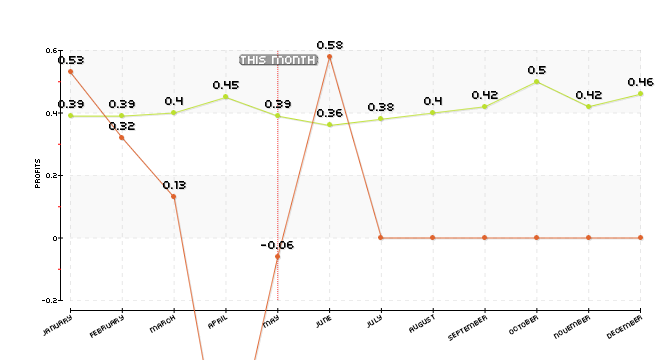 0.6
0.58
THIS MONTH
0.53
0.5
0.46
0.45
0.42
0.42
0.39
0.39
0.4
0.39
0.36
0.38
0.4
0.4
0.32
0.13
0.2
PROFITS
-0.06
0
-0.2
JANUARY
FEBRUARY
MARCH
APRIL
MAY
JUNE
JULY
AUGUST
SEPTEMBER
OCTOBER
NOVEMBER
DECEMBER